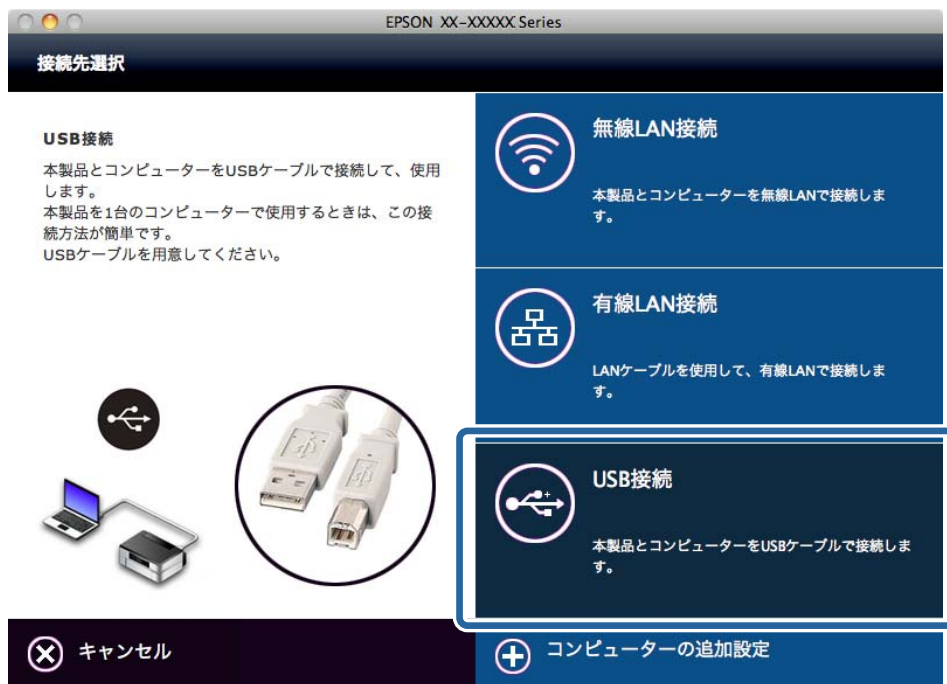 EPSON XX-XXXXX Series
接続先選択
USB接続
本製品とコンピューターをUSBケーブルで接続して、使用
します。
本製品を1台のコンピューターで使用するときは、この接
続方法が簡単です。
USBケーブルを用意してください。
無線LAN接続
本製品とコンピューターを無線LANで接続しま
す。
有線LAN接続
LANケーブルを使用して、有線LANで接続しま
す。
USB接続
本製品とコンピューターをUSBケーブルで接続しま
す。
キャンセル
コンピューターの追加設定